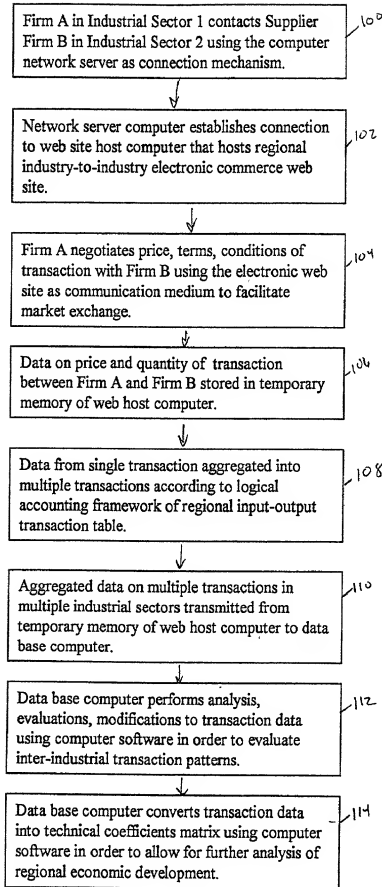 Firm A in Industrial Sector 1 contacts Supplier
Firm B in Industrial Sector 2 using the computer
network server as connection mechanism.
100
Network server computer establishes connection
to web site host computer that hosts regional
industry-to-industry electronic commerce web
site.
102
Firm A negotiates price, terms, conditions of
transaction with Firm B using the electronic web
site as communication medium to facilitate
market exchange.
104
Data on price and quantity of transaction
between Firm A and Firm B stored in temporary
memory of web host computer.
106
Data from single transaction aggregated into
multiple transactions according to logical
accounting framework of regional input-output
transaction table.
108
Aggregated data on multiple transactions in
multiple industrial sectors transmitted from
temporary memory of web host computer to data
base computer.
110
Data base computer performs analysis,
evaluations, modifications to transaction data
using computer software in order to evaluate
inter-industrial transaction patterns.
112
Data base computer converts transaction data
into technical coefficients matrix using computer
software in order to allow for further analysis of
regional economic development.
114